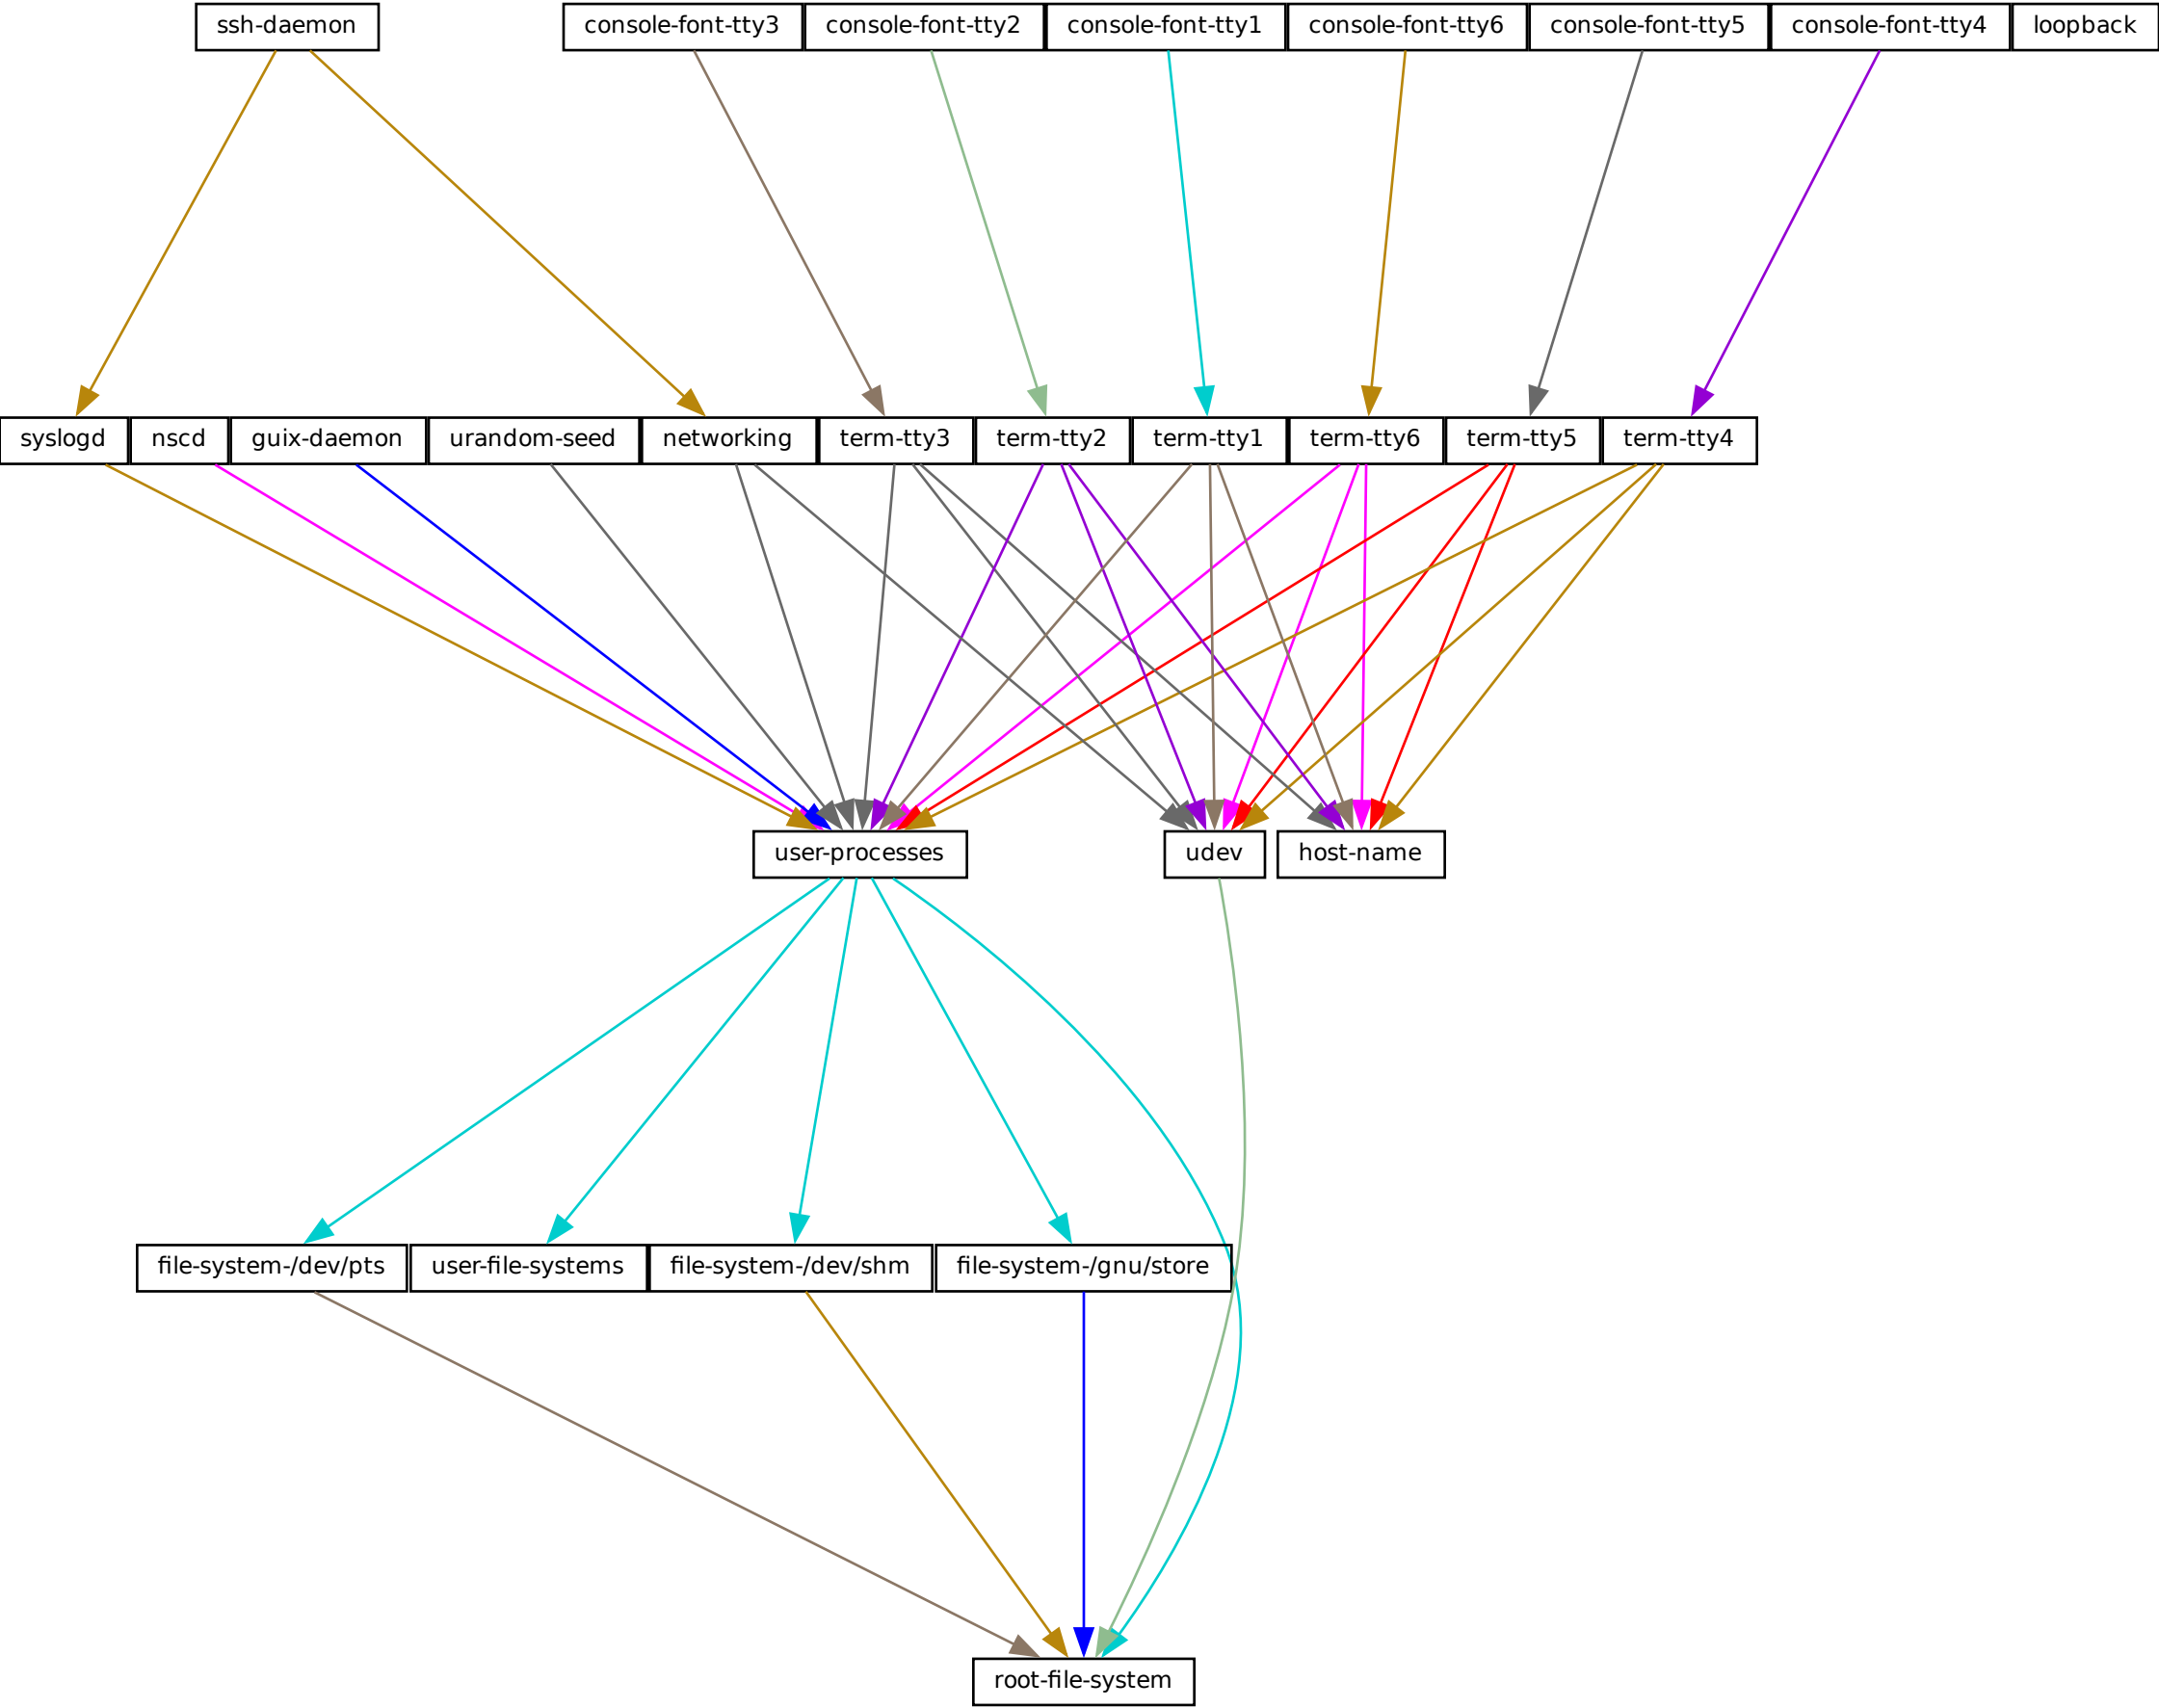 ssh-daemon
console-font-tty3
console-font-tty2
console-font-tty1
console-font-tty6
console-font-tty5
console-font-tty4
loopback
syslogd
nscd
guix-daemon
urandom-seed
networking
term-tty3
term-tty2
term-tty1
term-tty6
term-tty5
term-tty4
user-processes
udev
host-name
file-system-/dev/pts
user-file-systems
file-system-/dev/shm
file-system-/gnu/store
root-file-system